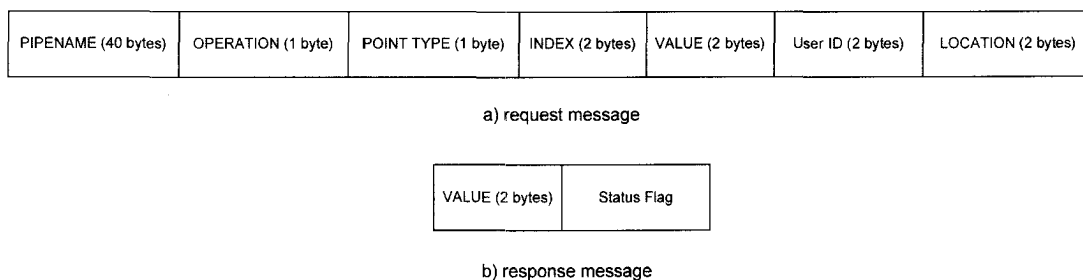 PIPENAME (40 bytes) OPERATION (1 byte) POINT TYPE (1 byte) INDEX (2 bytes) VALUE (2 bytes) User ID (2 bytes) LOCATION (2 bytes)
a) request message
VALUE (2 bytes) Status Flag
b) response message